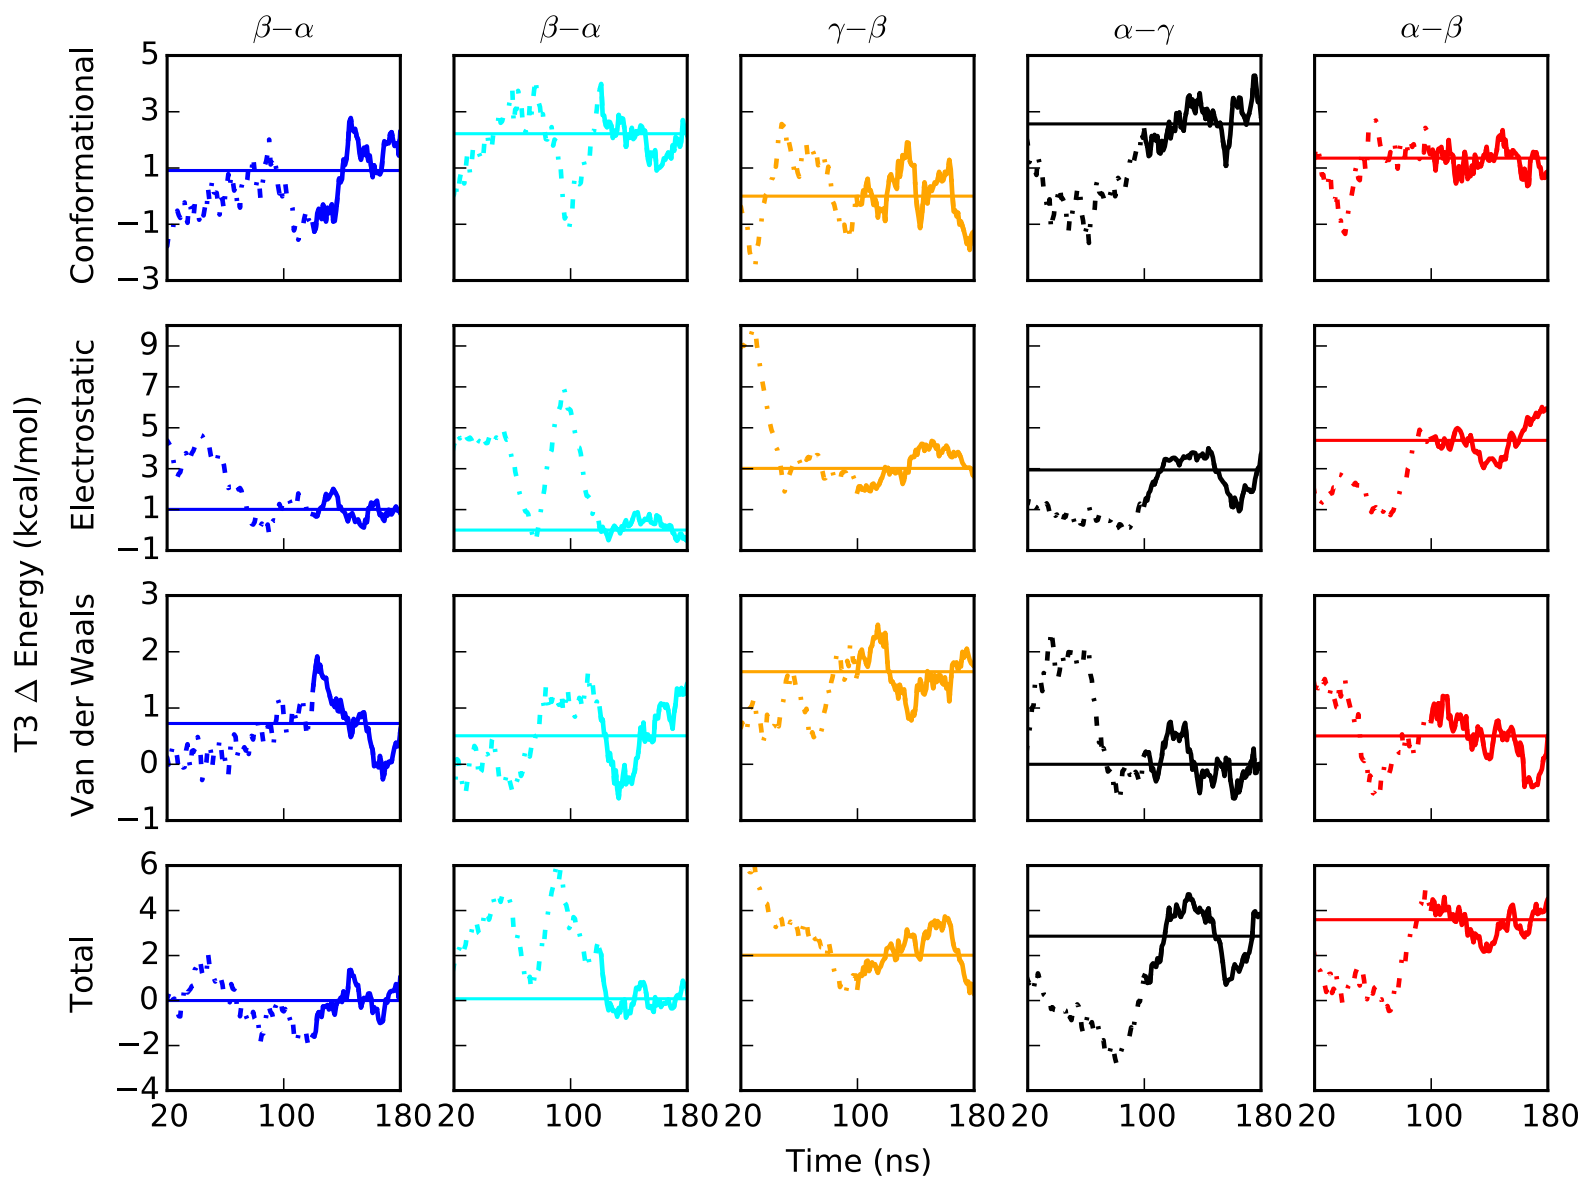 β−α β−α γ−β α−γ α−β
T3 Δ Energy (kcal/mol)
Conformational
5
3
1
−1
−3
Electrostatic
9
7
5
3
1
−1
Van der Waals
3
2
1
0
−1
Total
6
4
2
0
−2
−4
20 100 180 20 100 180 20 100 180 20 100 180 20 100 180
Time (ns)